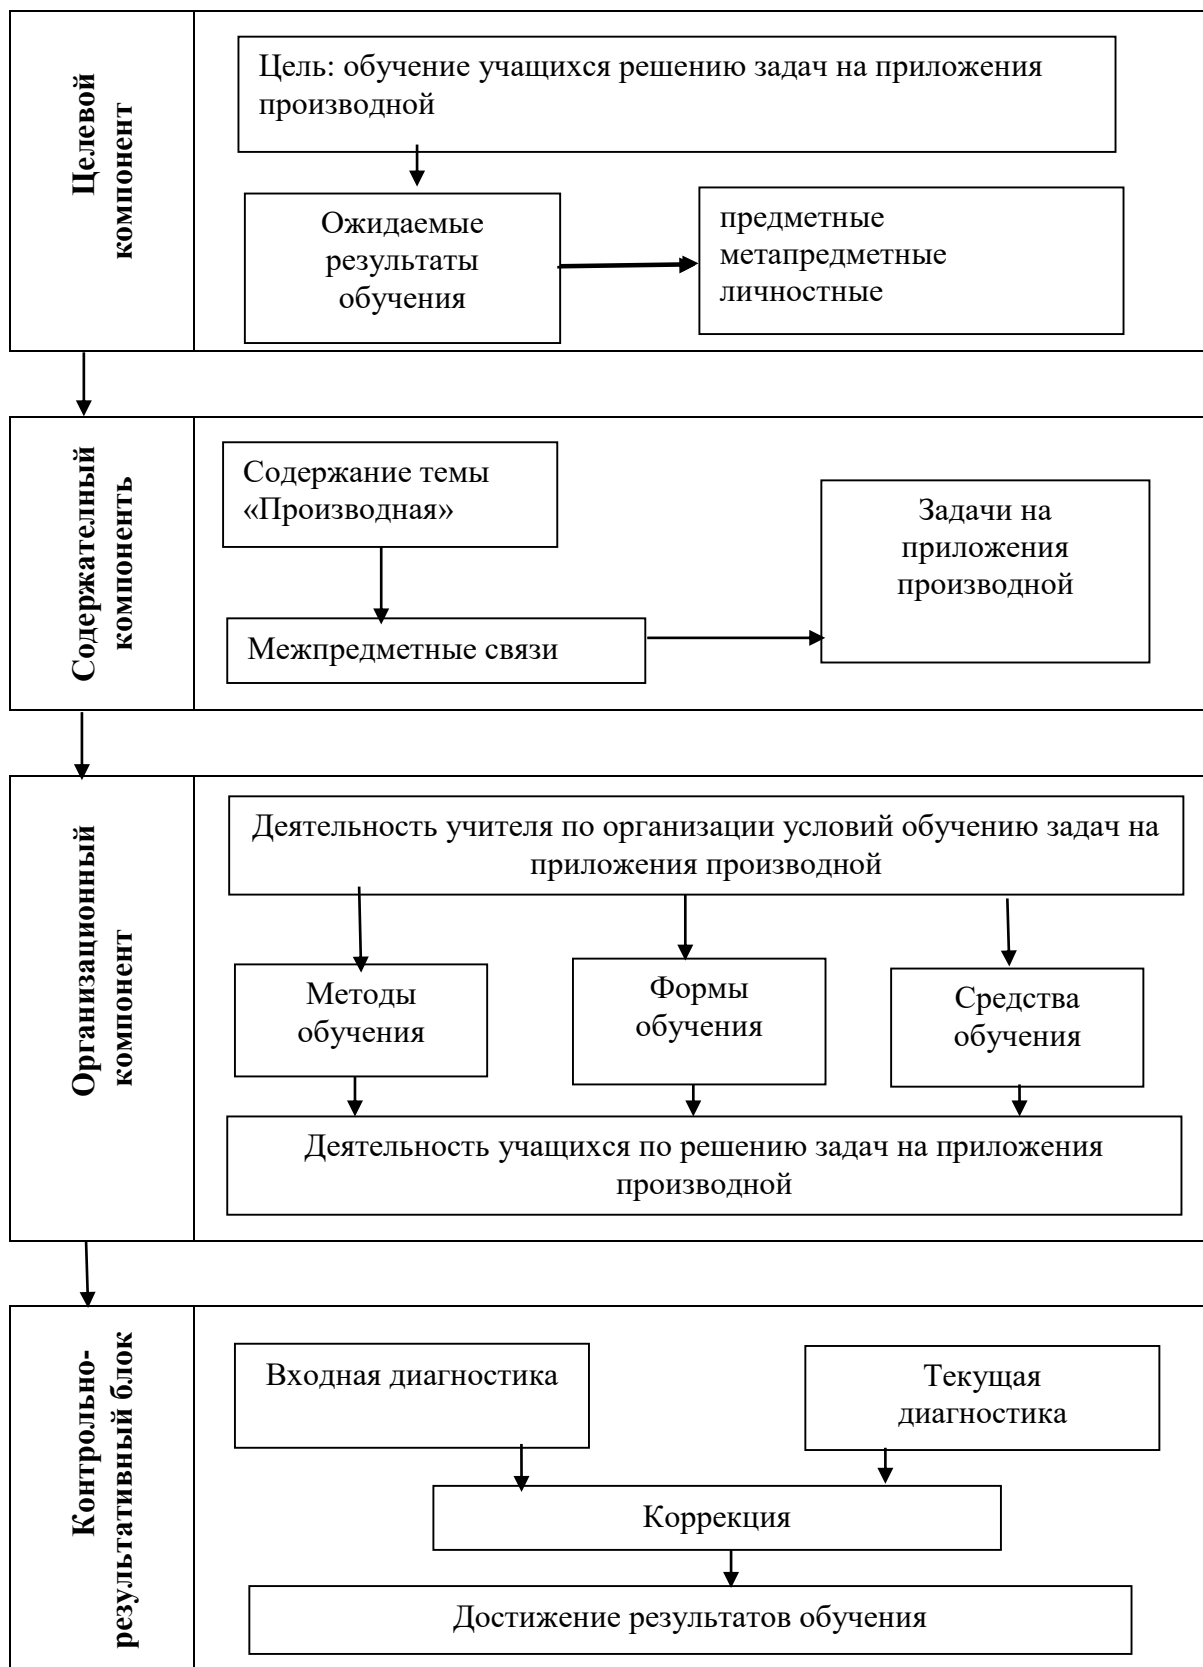 Целевой
компонент
Цель: обучение учащихся решению задач на приложения
производной
Ожидаемые
результаты
обучения
предметные
метапредметные
личностные
Содержателный
компоненть
Содержание темы
«Производная»
Межпредметные связи
Задачи на
приложения
производной
Организационный
компонент
Деятельность учителя по организации условий обучению задач на
приложения производной
Методы
обучения
Формы
обучения
Средства
обучения
Деятельность учащихся по решению задач на приложения
производной
Контрольно-
результативный блок
Входная диагностика
Текущая
диагностика
Коррекция
Достижение результатов обучения